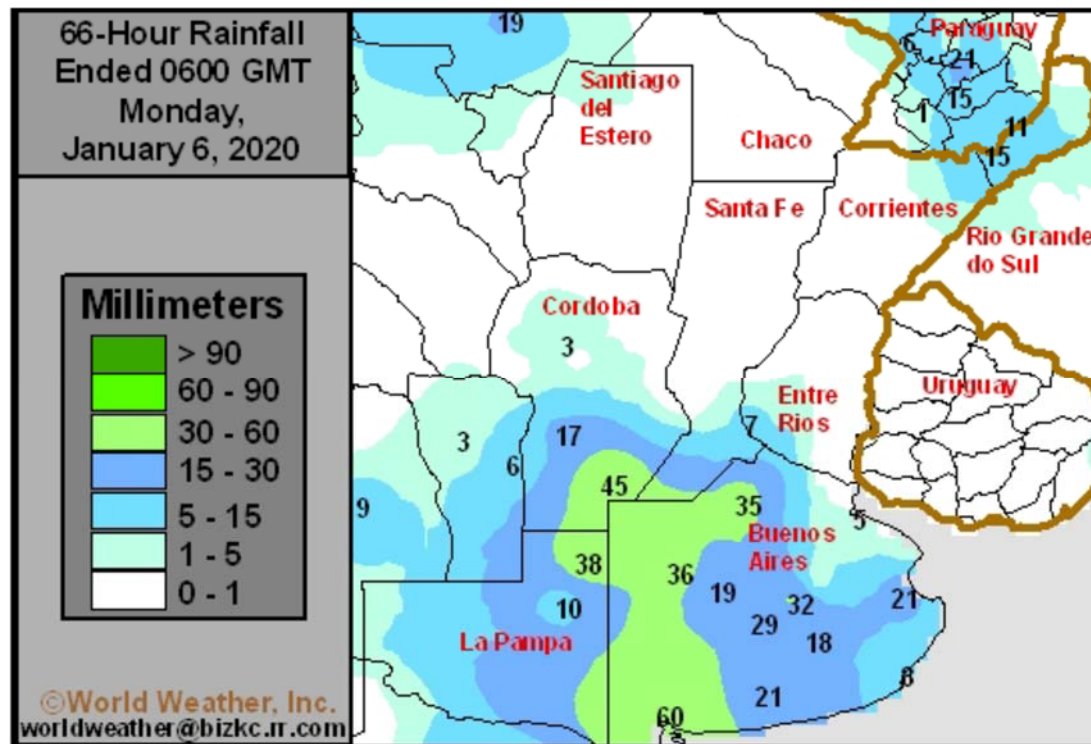 66-Hour Rainfall
Ended 0600 GMT
Monday,
January 6, 2020
Millimeters
> 90
60 - 90
30 - 60
15 - 30
5 - 15
1 - 5
0 - 1
©World Weather, Inc.
worldweather@bizkc.rr.com
19
Paraguay
6
21
15
1
11
15
Santiago
del
Estero
Chaco
Santa Fe
Corrientes
Rio Grande
do Sul
Cordoba
3
Uruguay
Entre
Rios
7
3
6
17
9
45
35
5
Buenos
Aires
38
36
19
32
21
10
29
18
La Pampa
8
21
60